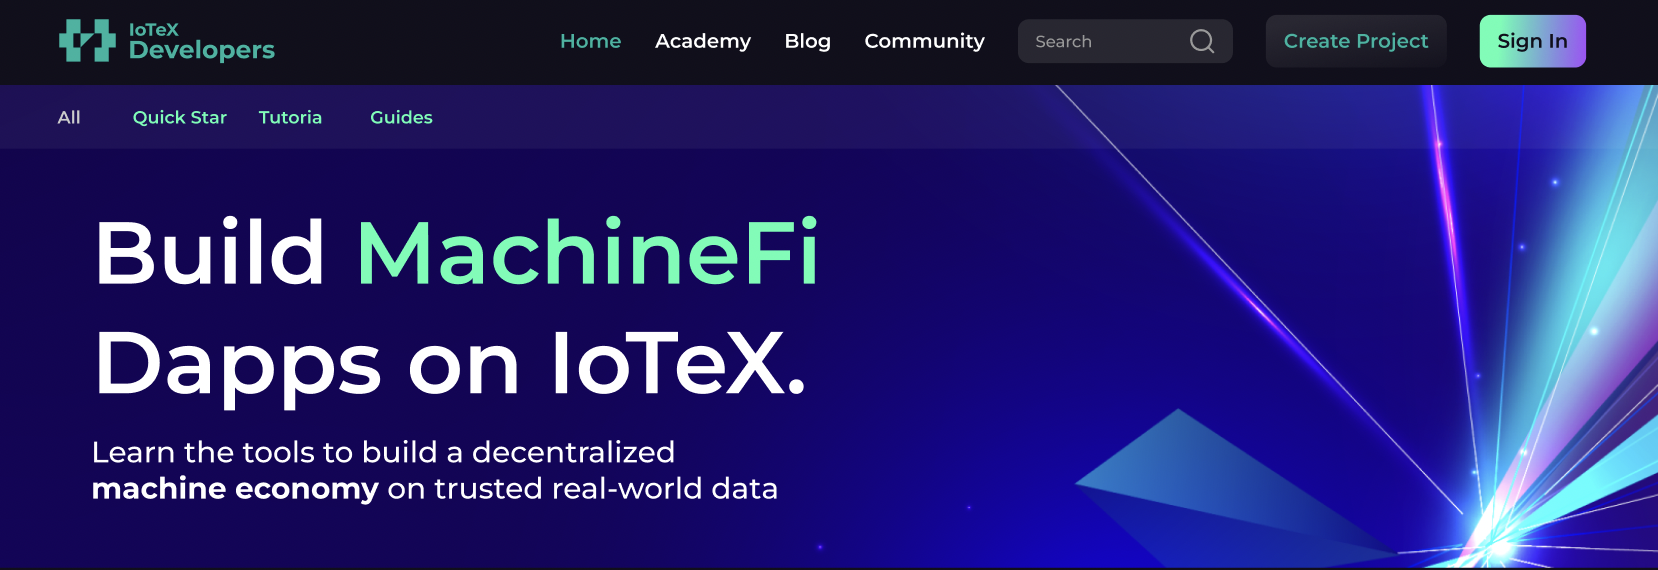 IoTeX
Developers
Home Academy Blog Community Search Create Project Sign In
All Quick Star Tutoria Guides
Build MachineFi
Dapps on IoTeX.
Learn the tools to build a decentralized
machine economy on trusted real-world data